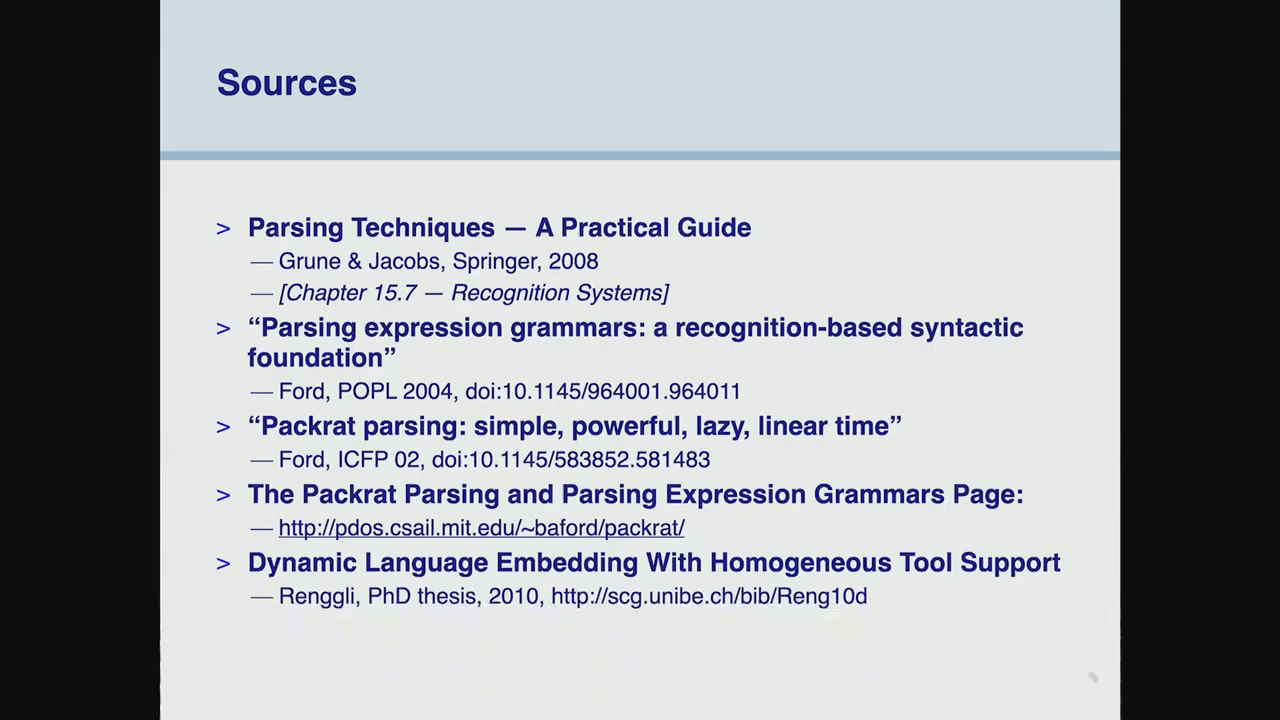 Sources
> Parsing Techniques — A Practical Guide
— Grune & Jacobs, Springer, 2008
— [Chapter 15.7 — Recognition Systems]
> “Parsing expression grammars: a recognition-based syntactic
foundation”
— Ford, POPL 2004, doi:10.1145/964001.964011
> “Packrat parsing: simple, powerful, lazy, linear time”
— Ford, ICFP 02, doi:10.1145/583852.581483
> The Packrat Parsing and Parsing Expression Grammars Page:
— http://pdos.csail.mit.edu/~baford/packrat/
> Dynamic Language Embedding With Homogeneous Tool Support
— Renggli, PhD thesis, 2010, http://scg.unibe.ch/bib/Reng10d